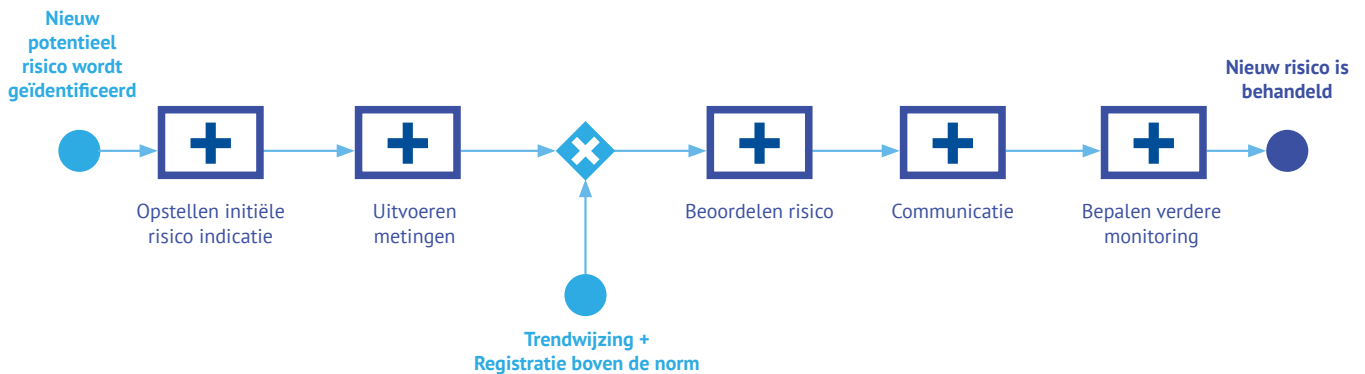 Nieuw
potentieel
risico wordt
geïdentificeerd
Nieuw risico is
behandeld
Opstellen initiële
risico indicatie
Uitvoeren
metingen
Beoordelen risico
Communicatie
Bepalen verdere
monitoring
Trendwijzing +
Registratie boven de norm